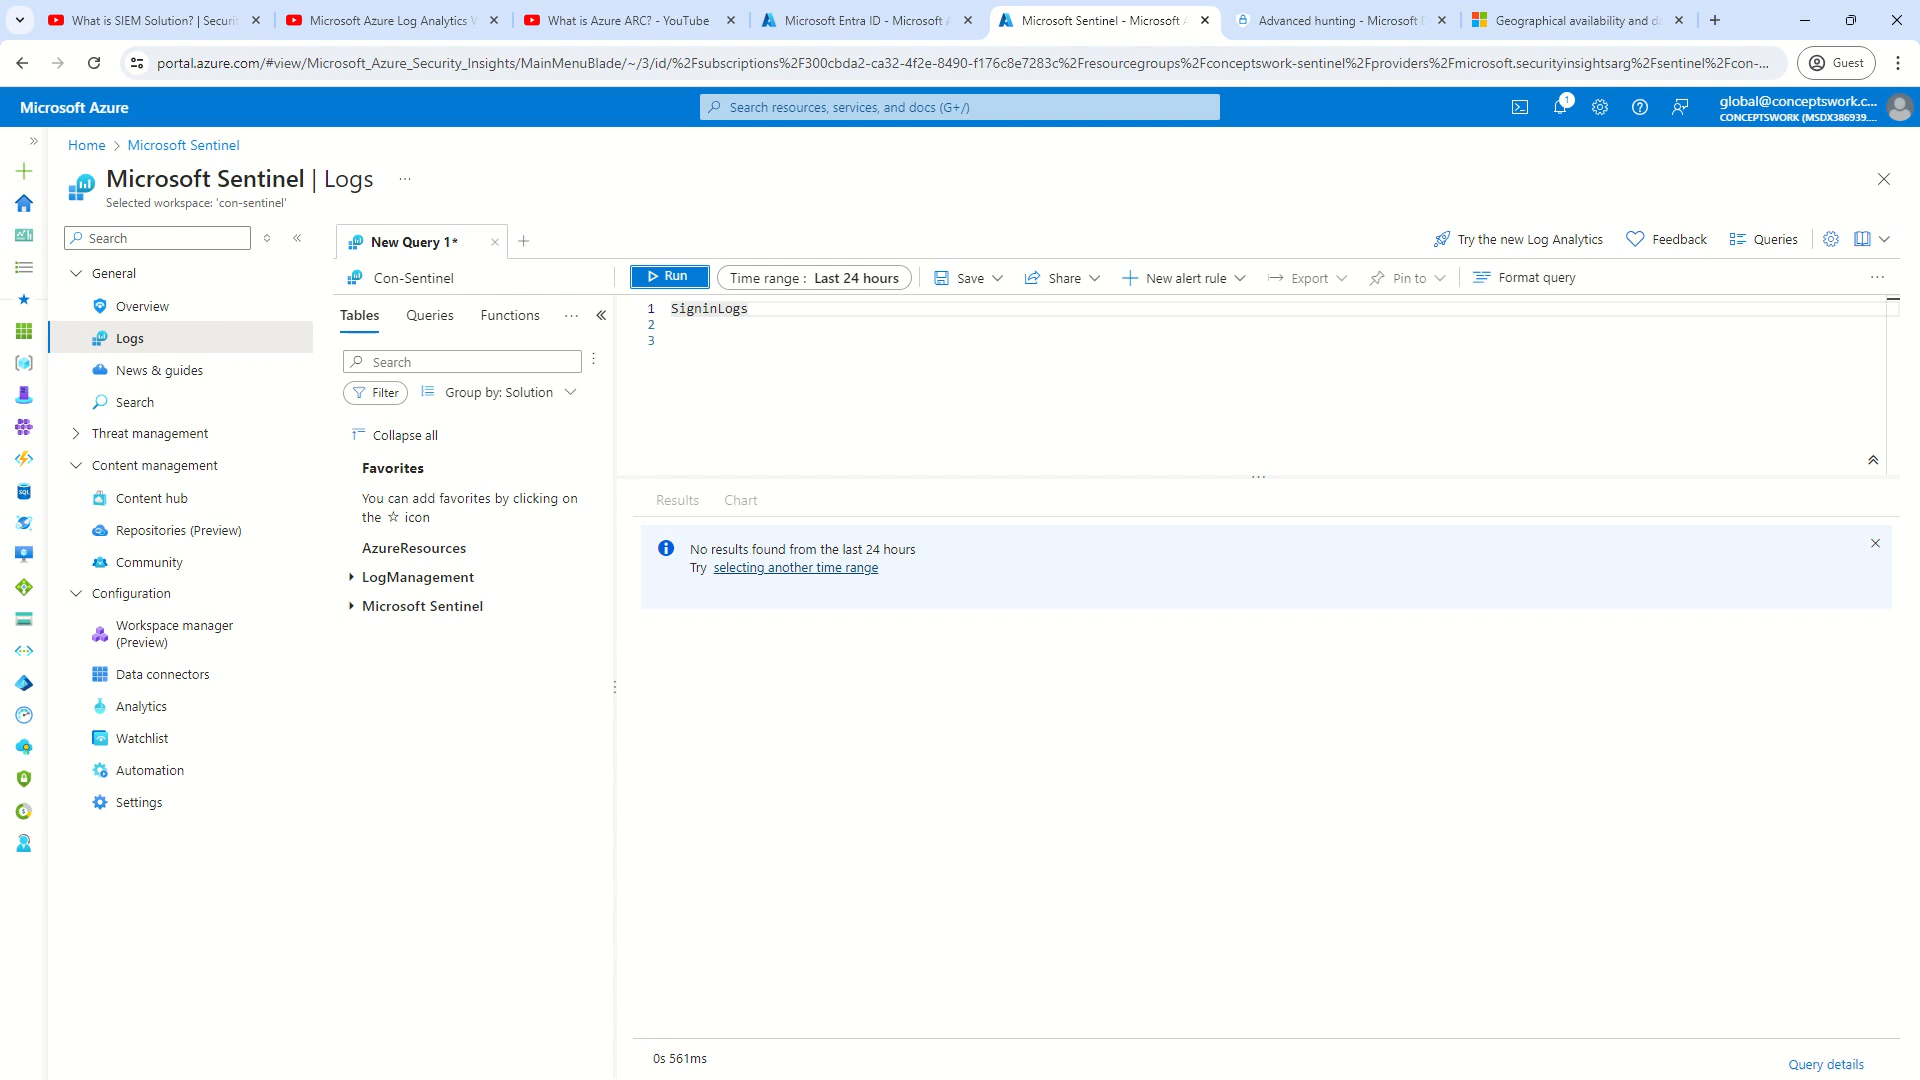 What is SIEM Solution? | Securi
Microsoft Azure Log Analytics W
What is Azure ARC? - YouTube
Microsoft Entra ID - Microsoft A
Microsoft Sentinel - Microsoft A
Advanced hunting - Microsoft D
Geographical availability and da
portal.azure.com/#view/Microsoft_Azure_Security_Insights/MainMenuBlade/~/3/id/%2Fsubscriptions%2F300cbda2-ca32-4f2e-8490-f176c8e7283c%2Fresourcegroups%2Fconceptswork-sentinel%2Fproviders%2Fmicrosoft.securityinsightsarg%2Fsentinel%2Fcon-...
Guest
Microsoft Azure
Search resources, services, and docs (G+/)
1
global@conceptswork.c...
CONCEPTSWORK (MSDX386939....
Home > Microsoft Sentinel
Microsoft Sentinel | Logs ...
Selected workspace: 'con-sentinel'
Search
General
Overview
Logs
News & guides
Search
Threat management
Content management
Content hub
Repositories (Preview)
Community
Configuration
Workspace manager
(Preview)
Data connectors
Analytics
Watchlist
Automation
Settings
New Query 1*
Try the new Log Analytics
Feedback
Queries
Con-Sentinel
Run
Time range : Last 24 hours
Save
Share
New alert rule
Export
Pin to
Format query
Tables
Queries
Functions
Search
Filter
Group by: Solution
Collapse all
Favorites
You can add favorites by clicking on
the ☆ icon
AzureResources
LogManagement
Microsoft Sentinel
1 SigninLogs
2
3
Results
Chart
No results found from the last 24 hours
Try selecting another time range
0s 561ms
Query details